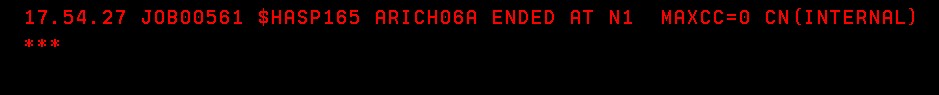 17.54.27 JOB00561 $HASP165 ARICH06A ENDED AT N1  MAXCC=0 CN(INTERNAL)
***